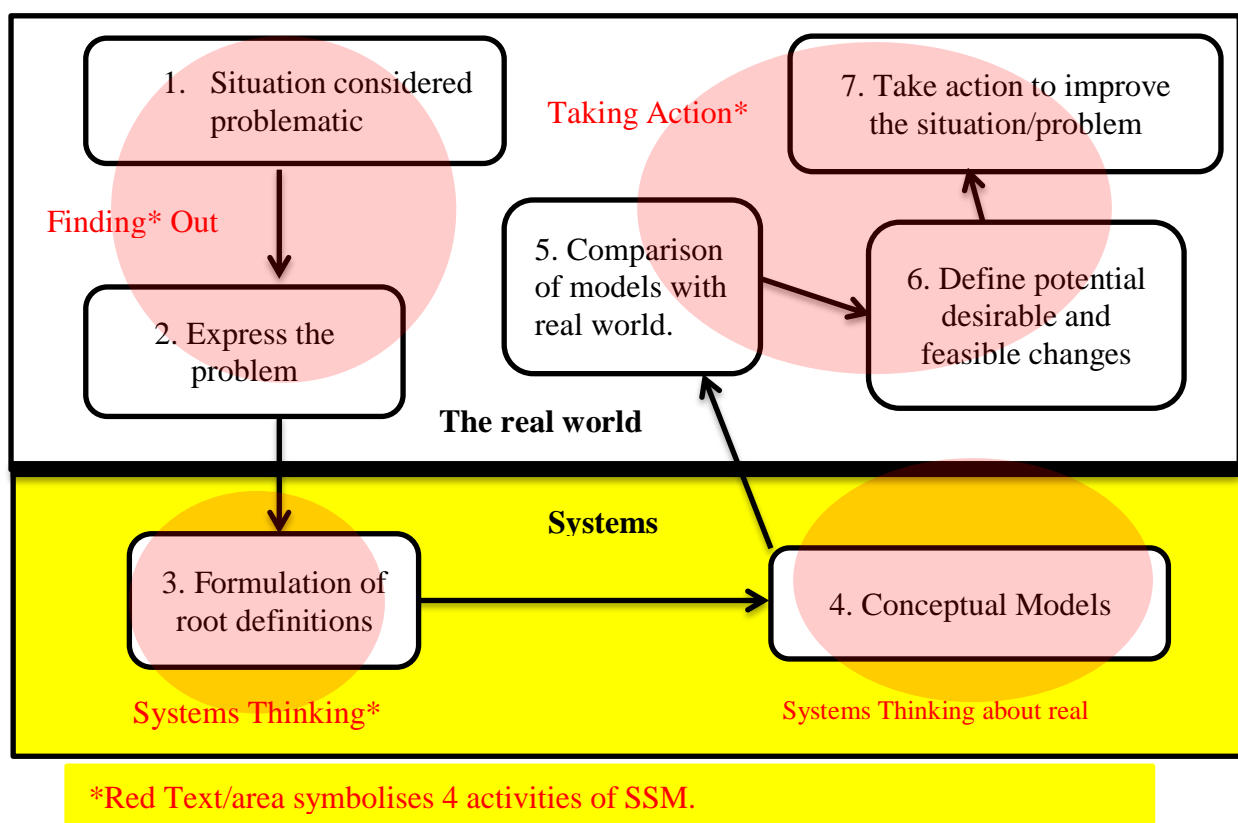 1. Situation considered
problematic
Finding* Out
2. Express the
problem
Taking Action*
7. Take action to improve
the situation/problem
5. Comparison
of models with
real world.
6. Define potential
desirable and
feasible changes
The real world
Systems
3. Formulation of
root definitions
4. Conceptual Models
Systems Thinking*
Systems Thinking about real
*Red Text/area symbolises 4 activities of SSM.